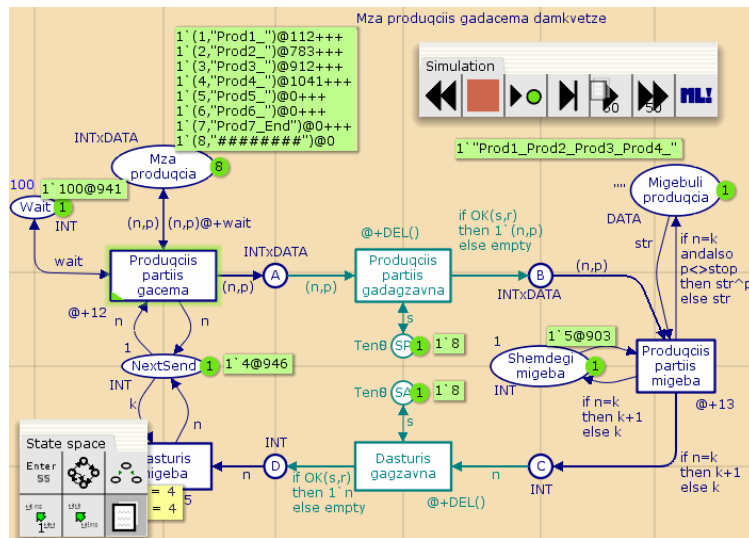 Mza produqciis gadacema damkvetze
1`(1,"Prod1_")@112+++
1`(2,"Prod2_")@783+++
1`(3,"Prod3_")@912+++
1`(4,"Prod4_")@1041+++
1`(5,"Prod5_")@0+++
1`(6,"Prod6_")@0+++
1`(7,"Prod7_End")@0+++
1`(8,"########")@0
Simulation
50
ML!
INTxDATA
Mza
produqcia
8
1`"Prod1_Prod2_Prod3_Prod4_"
100
1`100@941
Wait
1
INT
""
Migebuli
produqcia
1
DATA
(n,p)
(n,p)@+wait
wait
Produqciis
partiis
gacema
@+12
(n,p)
INTxDATA
A
(n,p)
@+DEL()
Produqciis
partiis
gadagzavna
if OK(s,r)
then 1`(n,p)
else empty
B
INTxDATA
(n,p)
str
if n=k
andalso
p<>stop
then str^p
else str
n
n
s
1
NextSend
1
1`4@946
INT
Ten0
SP
1
1`8
1
1`5@903
Shemdegi
migeba
1
INT
Produqciis
partiis
migeba
@+13
k
n
Ten0
SA
1
1`8
if n=k
then k+1
else k
s
State space
Enter
SS
Dasturis
migeba
= 4
= 4
5
n
INT
D
if OK(s,r)
then 1`n
else empty
Dasturis
gagzavna
@+DEL()
n
C
INT
if n=k
then k+1
else k